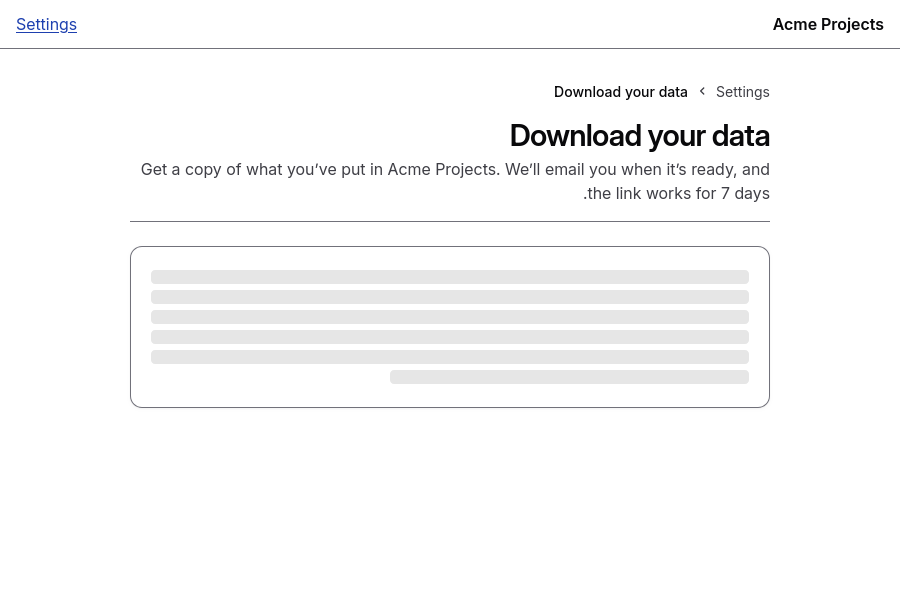 Acme Projects
Settings
Settings
Download your data
Download your data
Get a copy of what you've put in Acme Projects. We'll email you when it's ready, and
the link works for 7 days.